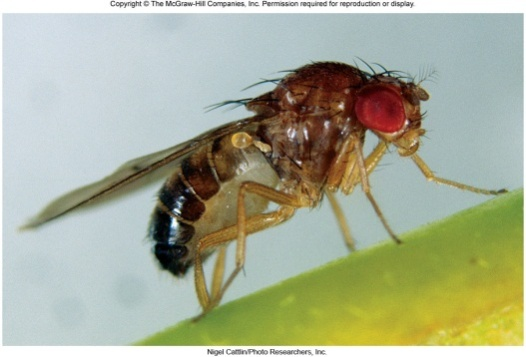 Copyright © The McGraw-Hill Companies, Inc. Permission required for reproduction or display.
Nigel Cattlin/Photo Researchers, Inc.